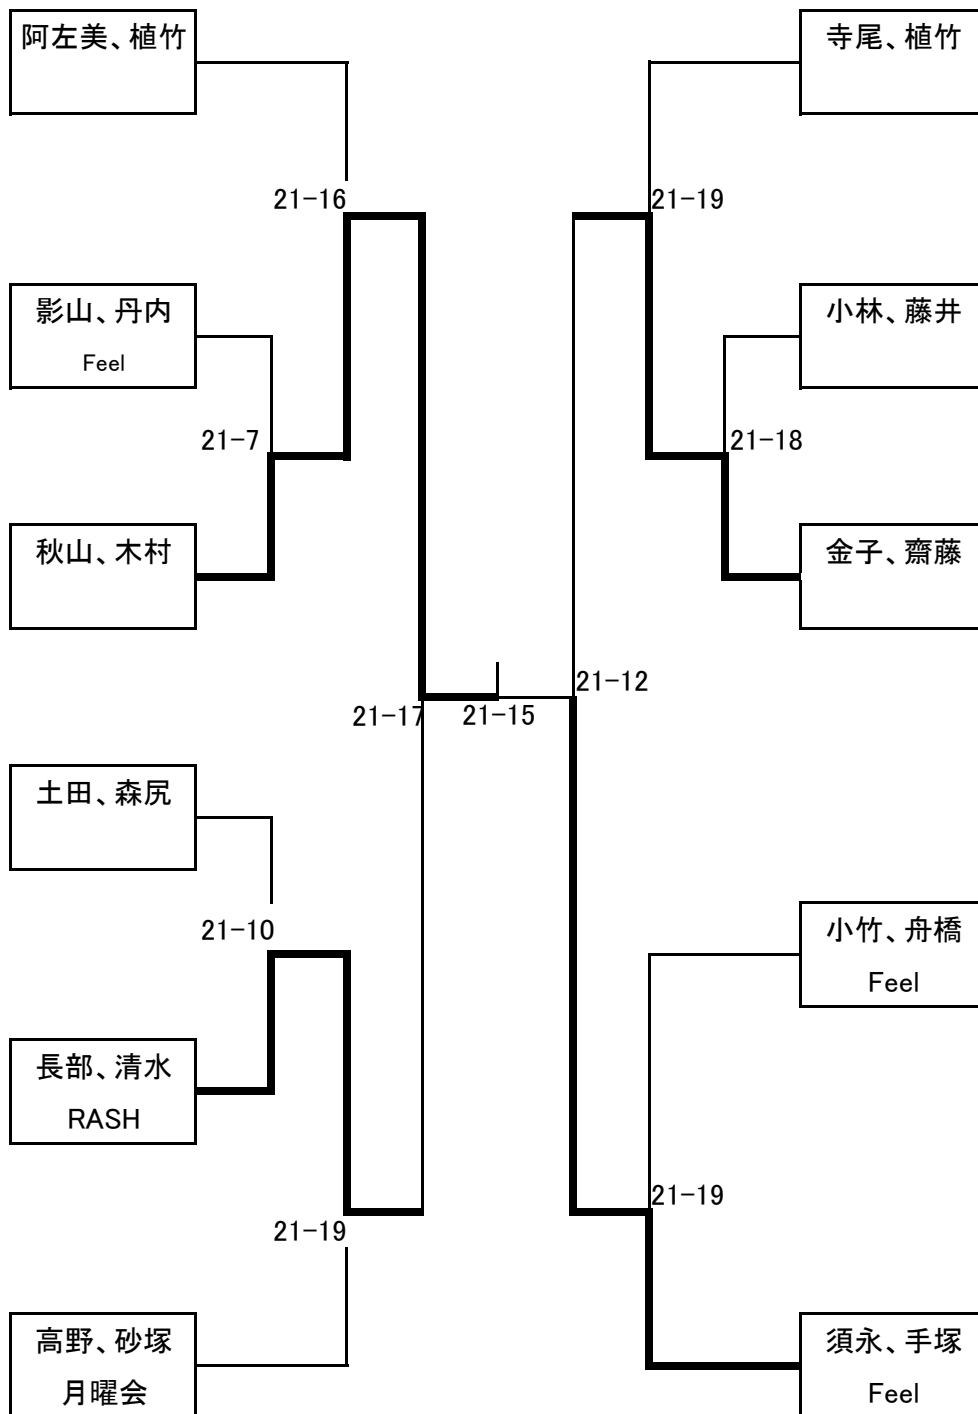 阿左美、植竹
寺尾、植竹
21-16
21-19
影山、丹内
Feel
小林、藤井
21-7
21-18
秋山、木村
金子、齋藤
21-12
21-17
21-15
土田、森尻
21-10
小竹、舟橋
Feel
長部、清水
RASH
21-19
21-19
高野、砂塚
月曜会
須永、手塚
Feel